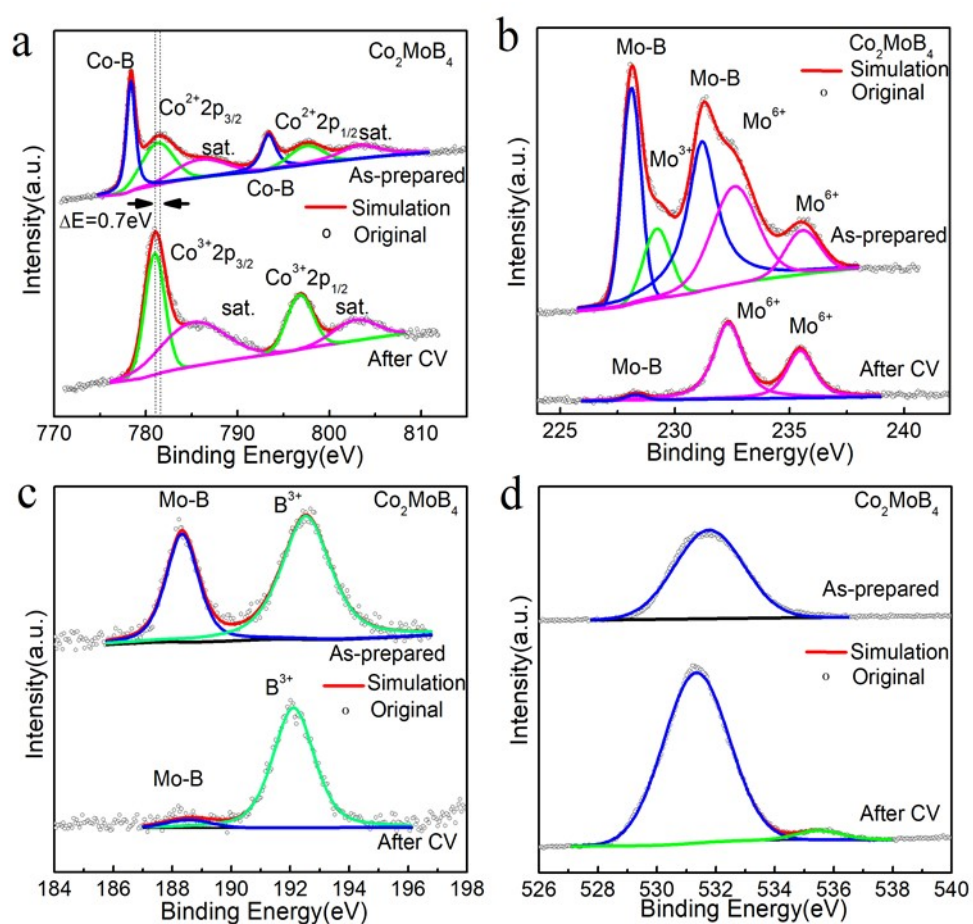 a
Co-B
Co₂MoB₄
Co²⁺2p₃/₂
Co²⁺2p₁/₂
sat.
sat.
Co-B
As-prepared
ΔE=0.7eV
Simulation
Original
Co³⁺2p₃/₂
Co³⁺2p₁/₂
sat.
sat.
After CV
Intensity(a.u.)
770 780 790 800 810
Binding Energy(eV)
b
Mo-B
Co₂MoB₄
Simulation
Original
Mo-B
Mo⁶⁺
Mo³⁺
Mo⁶⁺
As-prepared
Mo⁶⁺
Mo⁶⁺
Mo-B
After CV
Intensity(a.u.)
225 230 235 240
Binding Energy(eV)
c
Mo-B
B³⁺
Co₂MoB₄
As-prepared
Simulation
Original
B³⁺
Mo-B
After CV
Intensity(a.u.)
184 186 188 190 192 194 196 198
Binding Energy(eV)
d
Co₂MoB₄
As-prepared
Simulation
Original
After CV
Intensity(a.u.)
526 528 530 532 534 536 538 540
Binding Energy(eV)